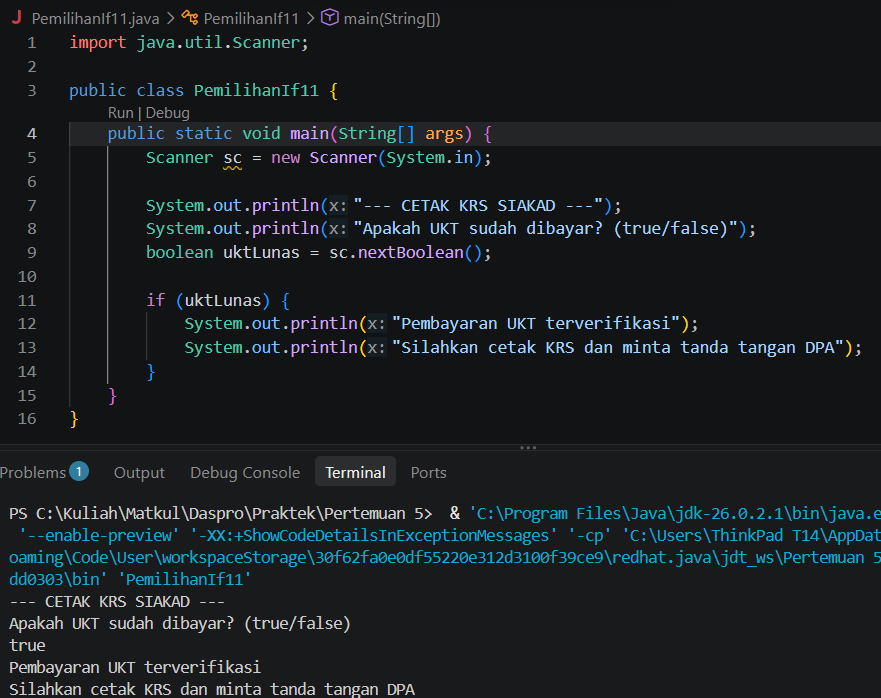 J PemilihanIf11.java > PemilihanIf11 > main(String[])
1 import java.util.Scanner;
2
3 public class PemilihanIf11 {
Run | Debug
4 public static void main(String[] args) {
5 Scanner sc = new Scanner(System.in);
6
7 System.out.println(x: "--- CETAK KRS SIAKAD ---");
8 System.out.println(x: "Apakah UKT sudah dibayar? (true/false)");
9 boolean uktLunas = sc.nextBoolean();
10
11 if (uktLunas) {
12 System.out.println(x: "Pembayaran UKT terverifikasi");
13 System.out.println(x: "Silahkan cetak KRS dan minta tanda tangan DPA");
14 }
15 }
16 }
Problems 1 Output Debug Console Terminal Ports
PS C:\Kuliah\Matkul\Daspro\Praktek\Pertemuan 5> & 'C:\Program Files\Java\jdk-26.0.2.1\bin\java.e
'--enable-preview' '-XX:+ShowCodeDetailsInExceptionMessages' '-cp' 'C:\Users\ThinkPad T14\AppDat
oaming\Code\User\workspaceStorage\30f62fa0e0df55220e312d3100f39ce9\redhat.java\jdt_ws\Pertemuan 5
dd0303\bin' 'PemilihanIf11'
--- CETAK KRS SIAKAD ---
Apakah UKT sudah dibayar? (true/false)
true
Pembayaran UKT terverifikasi
Silahkan cetak KRS dan minta tanda tangan DPA